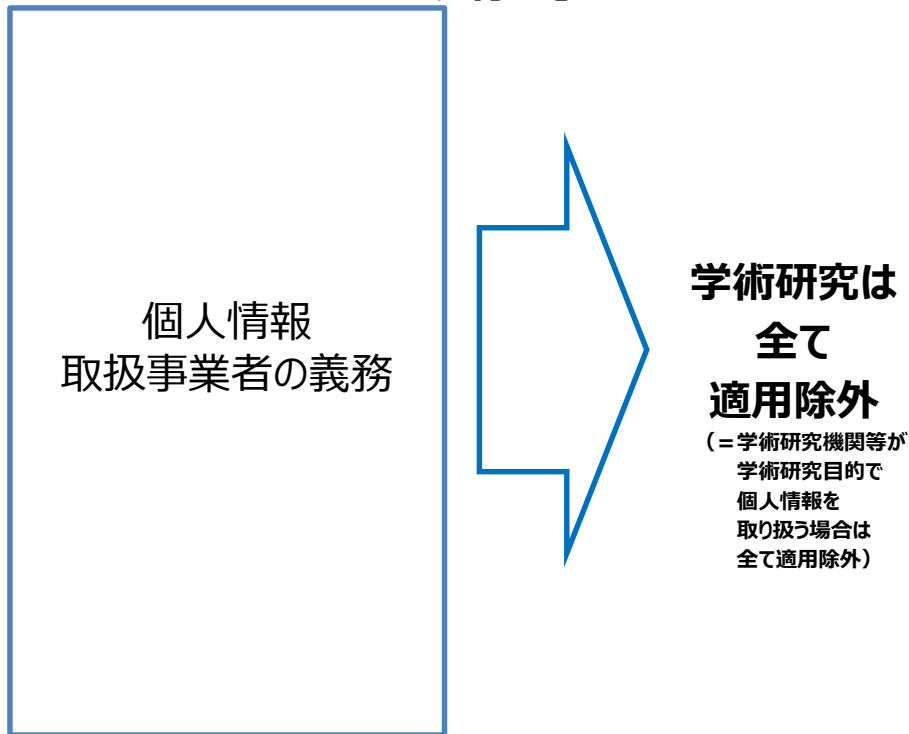 個人情報
取扱事業者の義務
学術研究は
全て
適用除外
(=学術研究機関等が
学術研究目的で
個人情報を
取り扱う場合は
全て適用除外)